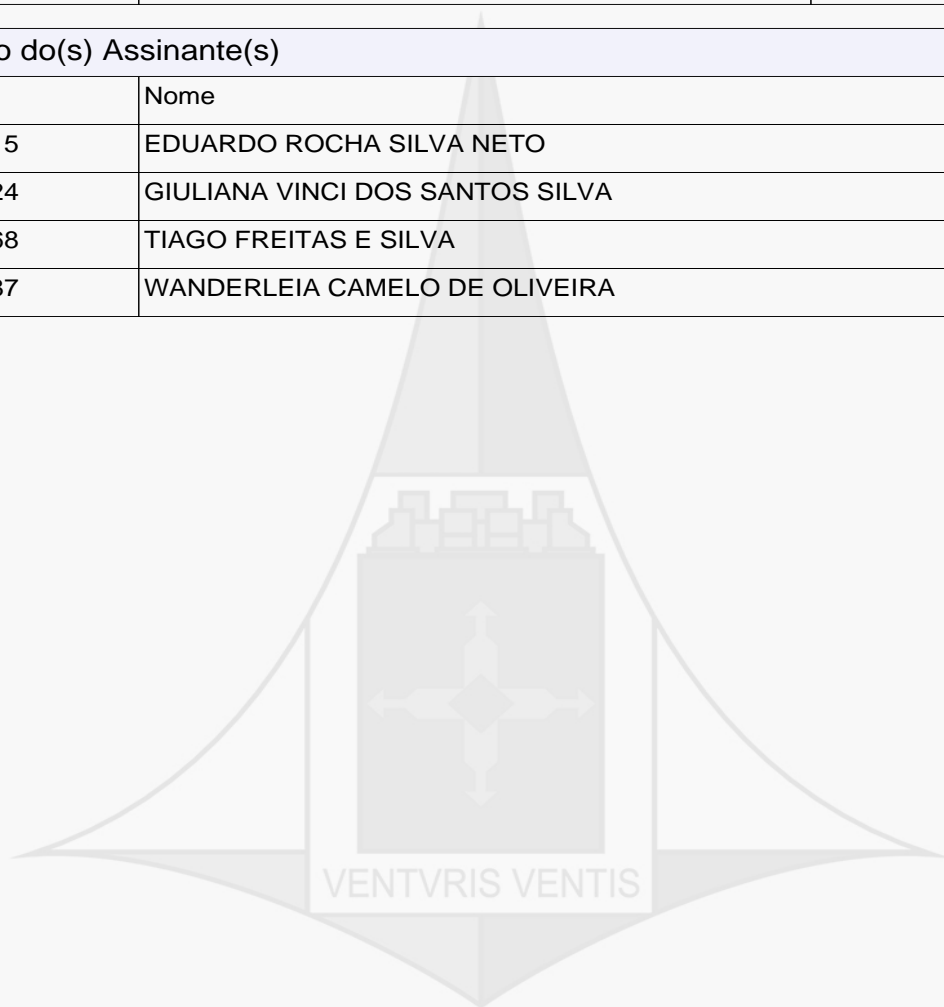 o do(s) Assinante(s)
Nome
5 EDUARDO ROCHA SILVA NETO
24 GIULIANA VINCI DOS SANTOS SILVA
68 TIAGO FREITAS E SILVA
37 WANDERLEIA CAMELO DE OLIVEIRA
VENTVRIS VENTIS